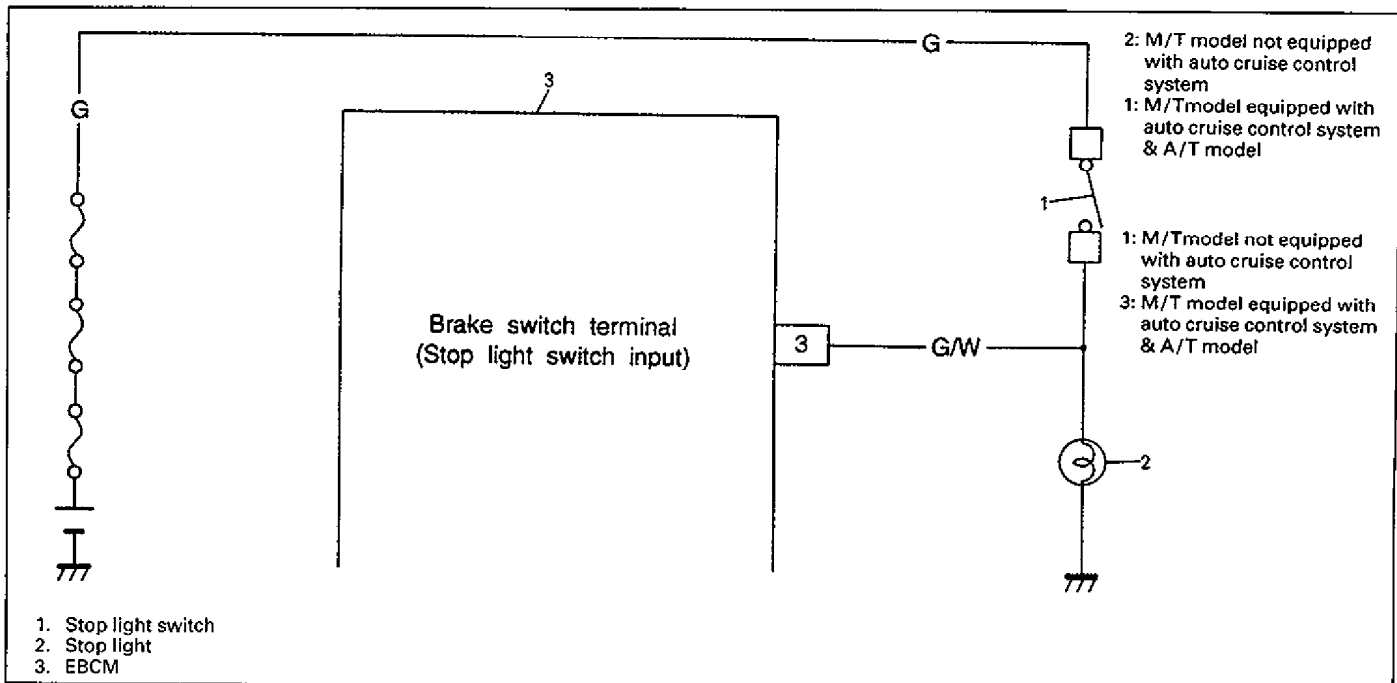 G
2: M/T model not equipped
with auto cruise control
system
1: M/Tmodel equipped with
auto cruise control system
& A/T model
3
G
1
1: M/Tmodel not equipped
with auto cruise control
system
3: M/T model equipped with
auto cruise control system
& A/T model
Brake switch terminal
(Stop light switch input)
3
G/W
2
1. Stop light switch
2. Stop light
3. EBCM